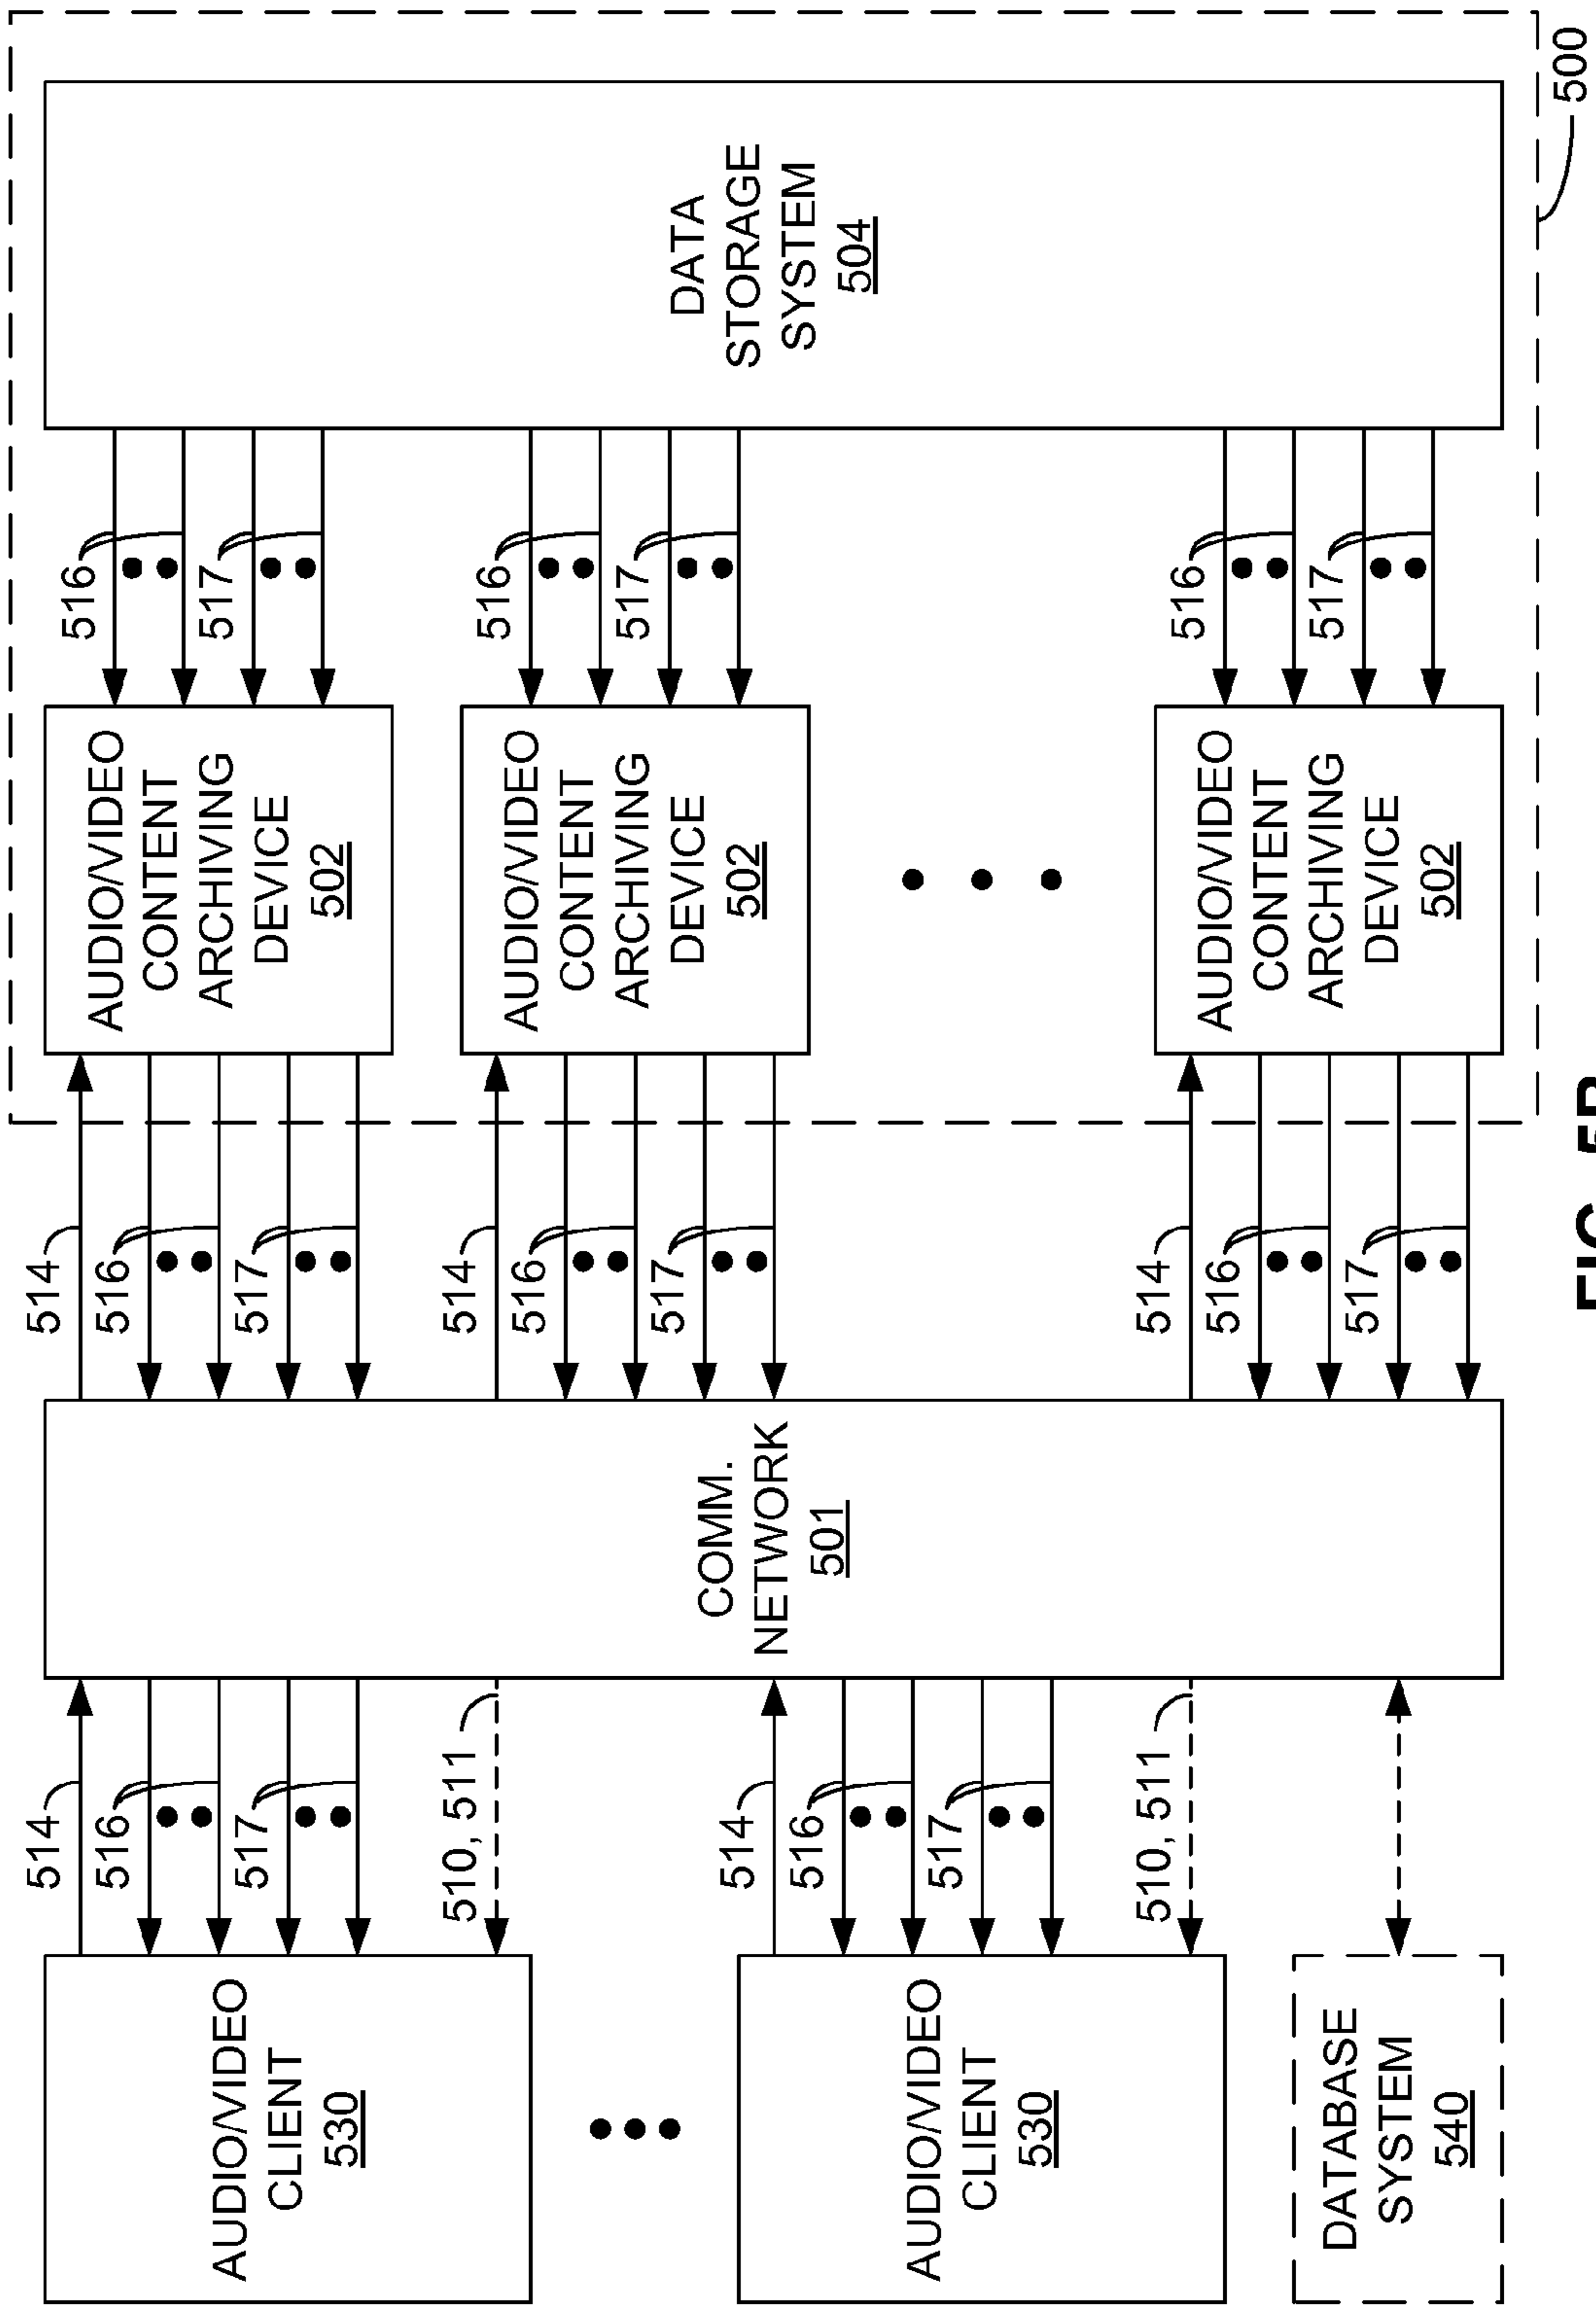 AUDIO/VIDEO
CLIENT
530
AUDIO/VIDEO
CLIENT
530
DATABASE
SYSTEM
540
514
516
517
510, 511
514
516
517
510, 511
COMM.
NETWORK
501
514
516
517
514
516
517
514
516
517
AUDIO/VIDEO
CONTENT
ARCHIVING
DEVICE
502
AUDIO/VIDEO
CONTENT
ARCHIVING
DEVICE
502
AUDIO/VIDEO
CONTENT
ARCHIVING
DEVICE
502
516
517
516
517
516
517
DATA
STORAGE
SYSTEM
504
500
FIG. 5B